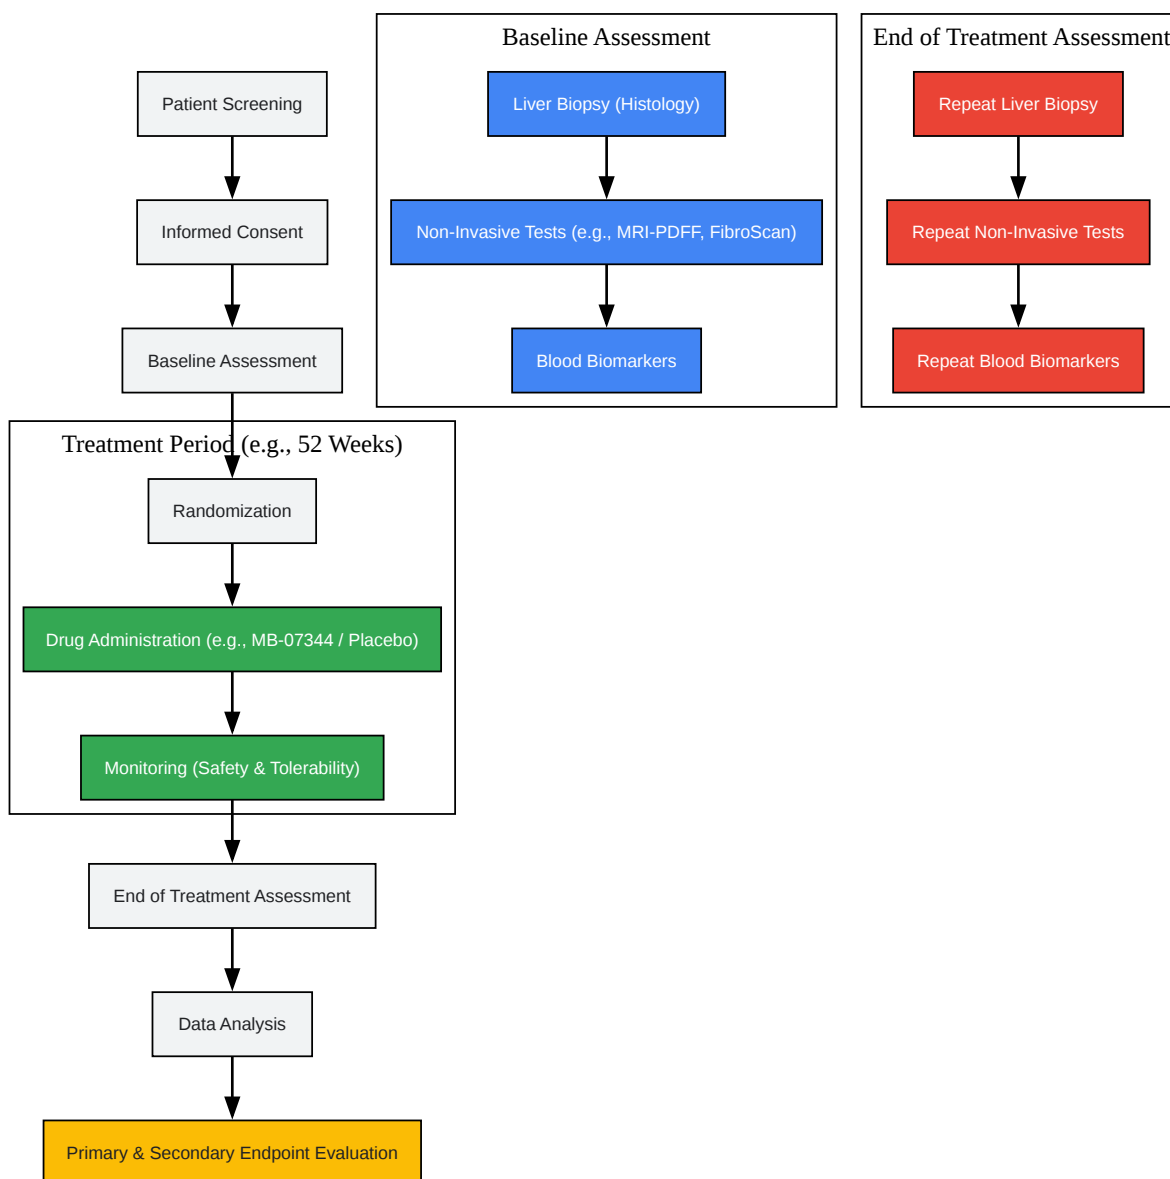 Patient Screening
Informed Consent
Baseline Assessment
Treatment Period (e.g., 52 Weeks)
Randomization
Drug Administration (e.g., MB-07344 / Placebo)
Monitoring (Safety & Tolerability)
End of Treatment Assessment
Data Analysis
Primary & Secondary Endpoint Evaluation
Baseline Assessment
Liver Biopsy (Histology)
Non-Invasive Tests (e.g., MRI-PDFF, FibroScan)
Blood Biomarkers
End of Treatment Assessment
Repeat Liver Biopsy
Repeat Non-Invasive Tests
Repeat Blood Biomarkers